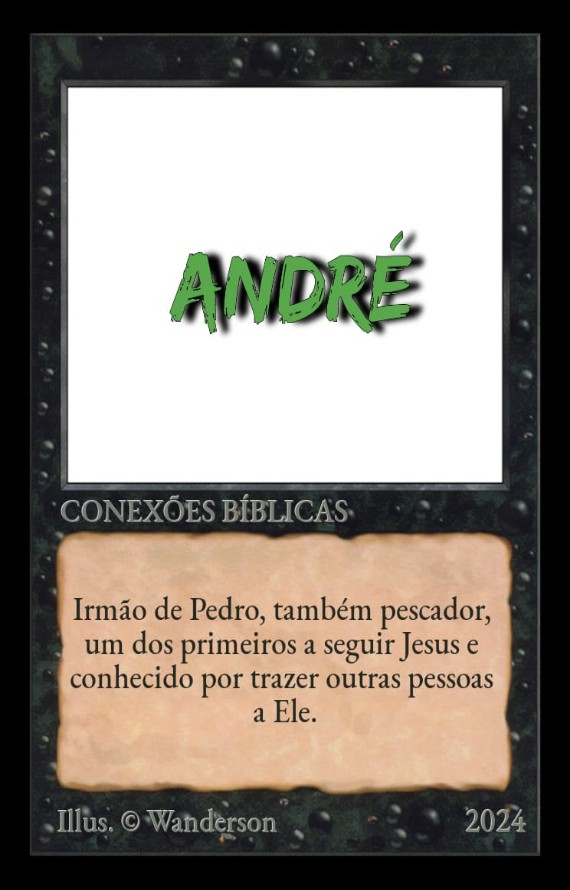 ANDRÉ
CONEXÕES BÍBLICAS
Irmão de Pedro, também pescador,
um dos primeiros a seguir Jesus e
conhecido por trazer outras pessoas
a Ele.
Illus. © Wanderson
2024